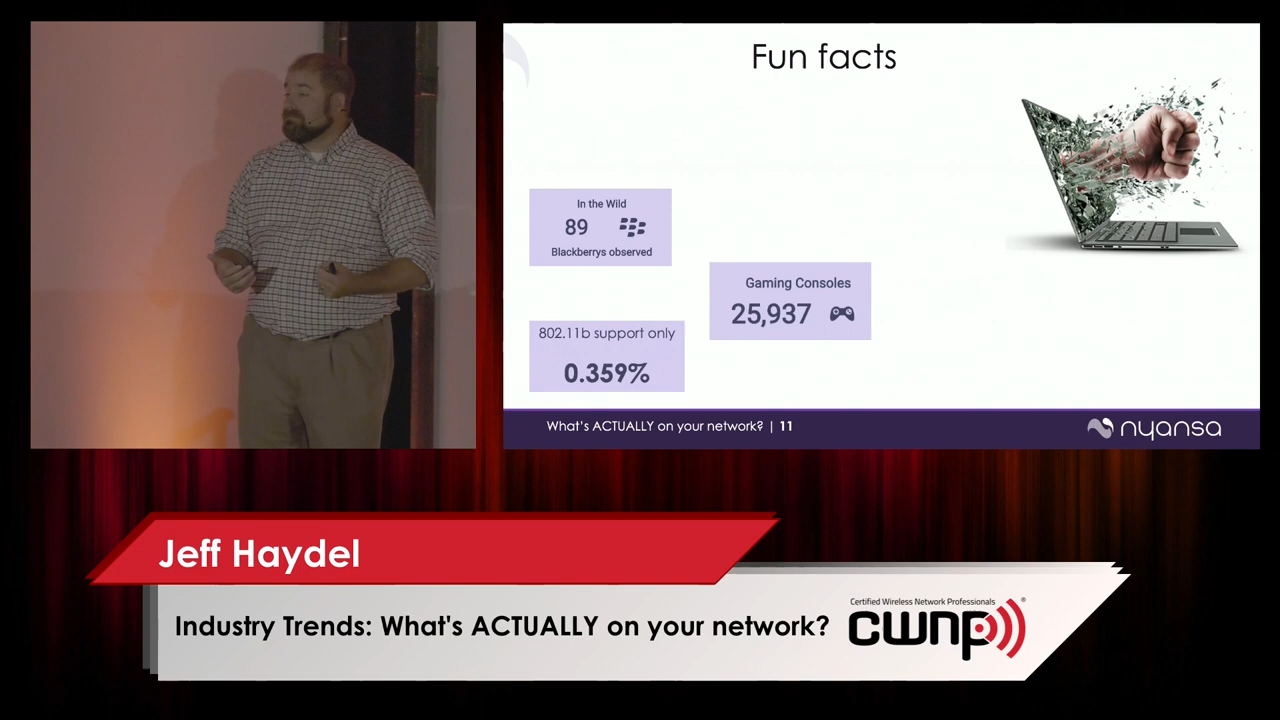 Fun facts
In the Wild
89
Blackberrys observed
Gaming Consoles
25,937
802.11b support only
0.359%
What's ACTUALLY on your network? | 11
nyansa
Jeff Haydel
Industry Trends: What's ACTUALLY on your network?
Certified Wireless Network Professionals
cwnp
®